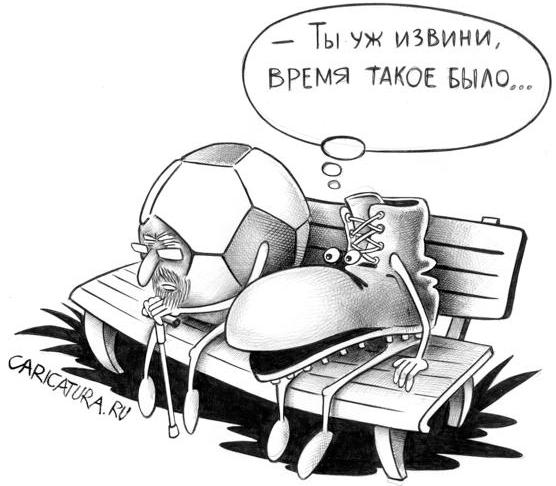 – Ты уж извини,
время такое было...
CARICATURA.RU